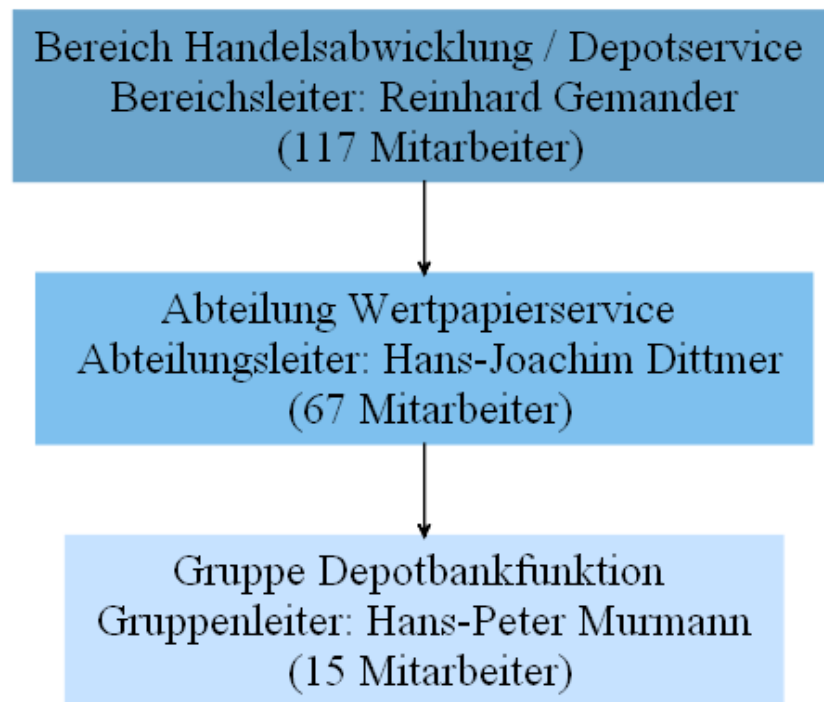 Bereich Handelsabwicklung / Depotservice
Bereichsleiter: Reinhard Gemander
(117 Mitarbeiter)
Abteilung Wertpapierservice
Abteilungsleiter: Hans-Joachim Dittmer
(67 Mitarbeiter)
Gruppe Depotbankfunktion
Gruppenleiter: Hans-Peter Murmann
(15 Mitarbeiter)